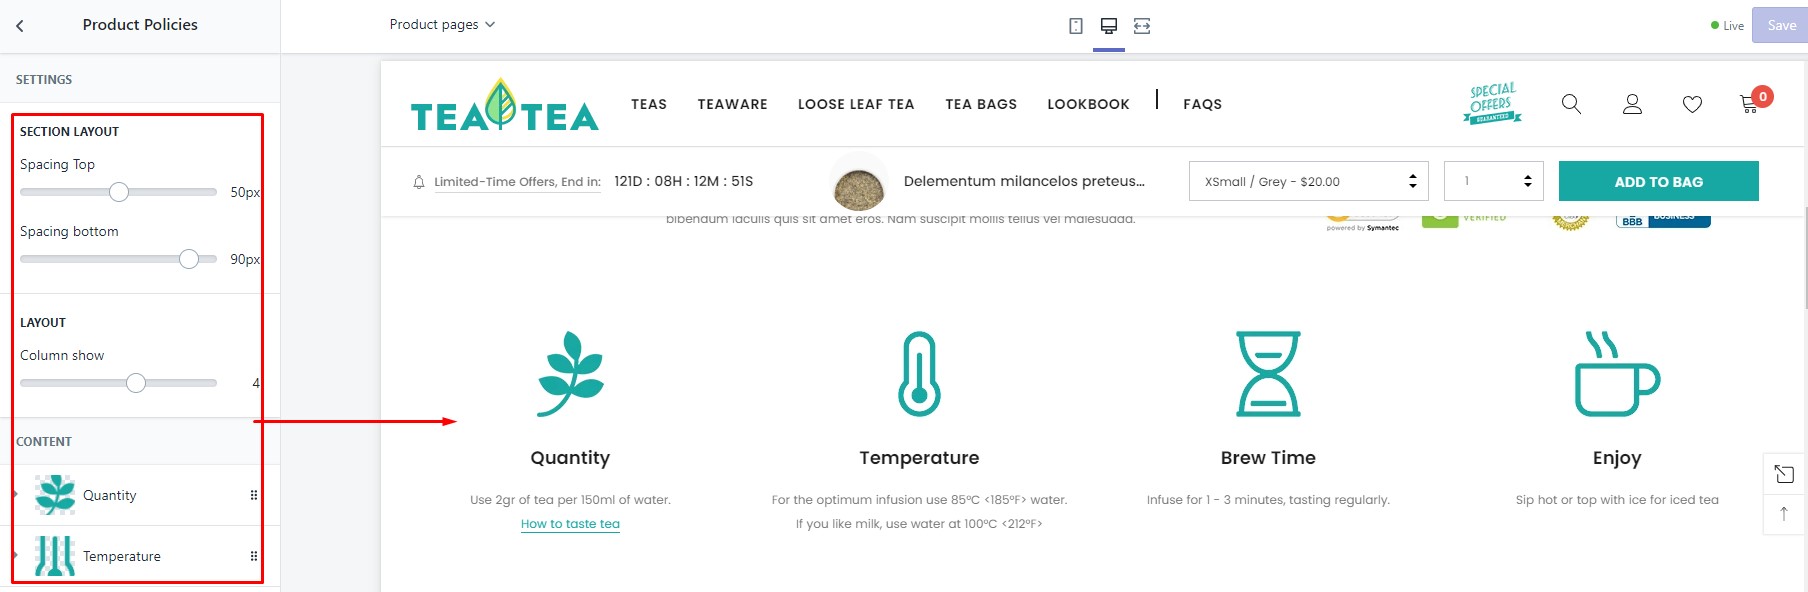 Product Policies
Product pages
Live
Save
SETTINGS
SECTION LAYOUT
Spacing Top
50px
Spacing bottom
90px
LAYOUT
Column show
4
CONTENT
Quantity
Temperature
TEA TEA
TEAS
TEAWARE
LOOSE LEAF TEA
TEA BAGS
LOOKBOOK
FAQS
SPECIAL
OFFERS
GUARANTEED
0
Limited-Time Offers, End in:
121D : 08H : 12M : 51S
Delementum milancelos preteus...
XSmall / Grey - $20.00
1
ADD TO BAG
bibendum iaculis quis sit amet eros. Nam suscipit mollis tellus vel malesuada.
powered by Symantec
VERIFIED
BBB
BUSINESS
Quantity
Use 2gr of tea per 150ml of water.
How to taste tea
Temperature
For the optimum infusion use 85ºC <185ºF> water.
If you like milk, use water at 100ºC <212ºF>
Brew Time
Infuse for 1 - 3 minutes, tasting regularly.
Enjoy
Sip hot or top with ice for iced tea